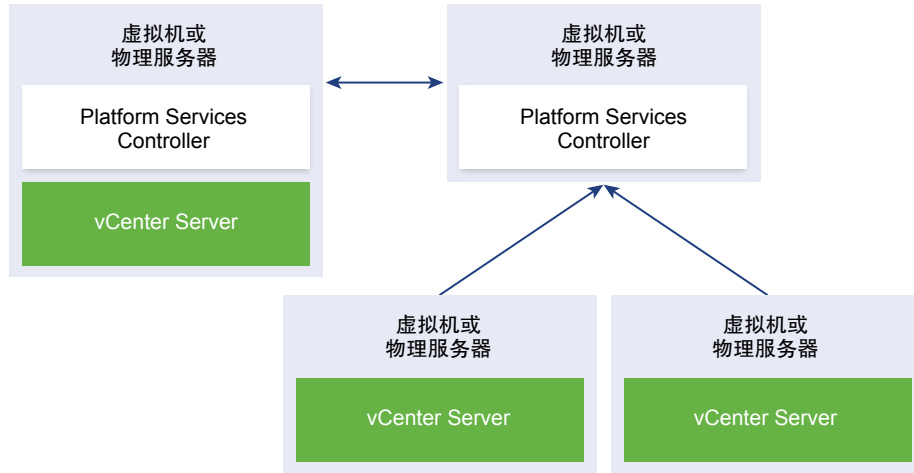 虚拟机或
物理服务器
Platform Services
Controller
vCenter Server
虚拟机或
物理服务器
Platform Services
Controller
虚拟机或
物理服务器
vCenter Server
虚拟机或
物理服务器
vCenter Server